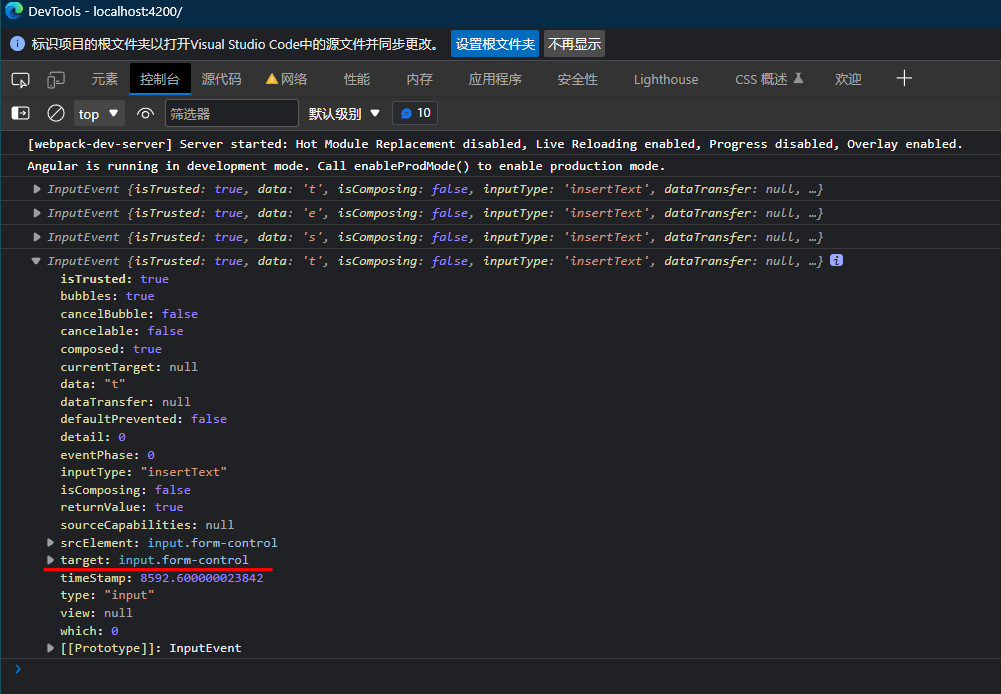 DevTools - localhost:4200/
标识项目的根文件夹以打开Visual Studio Code中的源文件并同步更改。 设置根文件夹 不再显示
元素 控制台 源代码 网络 性能 内存 应用程序 安全性 Lighthouse CSS 概述 欢迎
top 筛选器 默认级别 10
[webpack-dev-server] Server started: Hot Module Replacement disabled, Live Reloading enabled, Progress disabled, Overlay enabled.
Angular is running in development mode. Call enableProdMode() to enable production mode.
InputEvent {isTrusted: true, data: 't', isComposing: false, inputType: 'insertText', dataTransfer: null, …}
InputEvent {isTrusted: true, data: 'e', isComposing: false, inputType: 'insertText', dataTransfer: null, …}
InputEvent {isTrusted: true, data: 's', isComposing: false, inputType: 'insertText', dataTransfer: null, …}
InputEvent {isTrusted: true, data: 't', isComposing: false, inputType: 'insertText', dataTransfer: null, …} i
isTrusted: true
bubbles: true
cancelBubble: false
cancelable: false
composed: true
currentTarget: null
data: "t"
dataTransfer: null
defaultPrevented: false
detail: 0
eventPhase: 0
inputType: "insertText"
isComposing: false
returnValue: true
sourceCapabilities: null
srcElement: input.form-control
target: input.form-control
timeStamp: 8592.600000023842
type: "input"
view: null
which: 0
[[Prototype]]: InputEvent